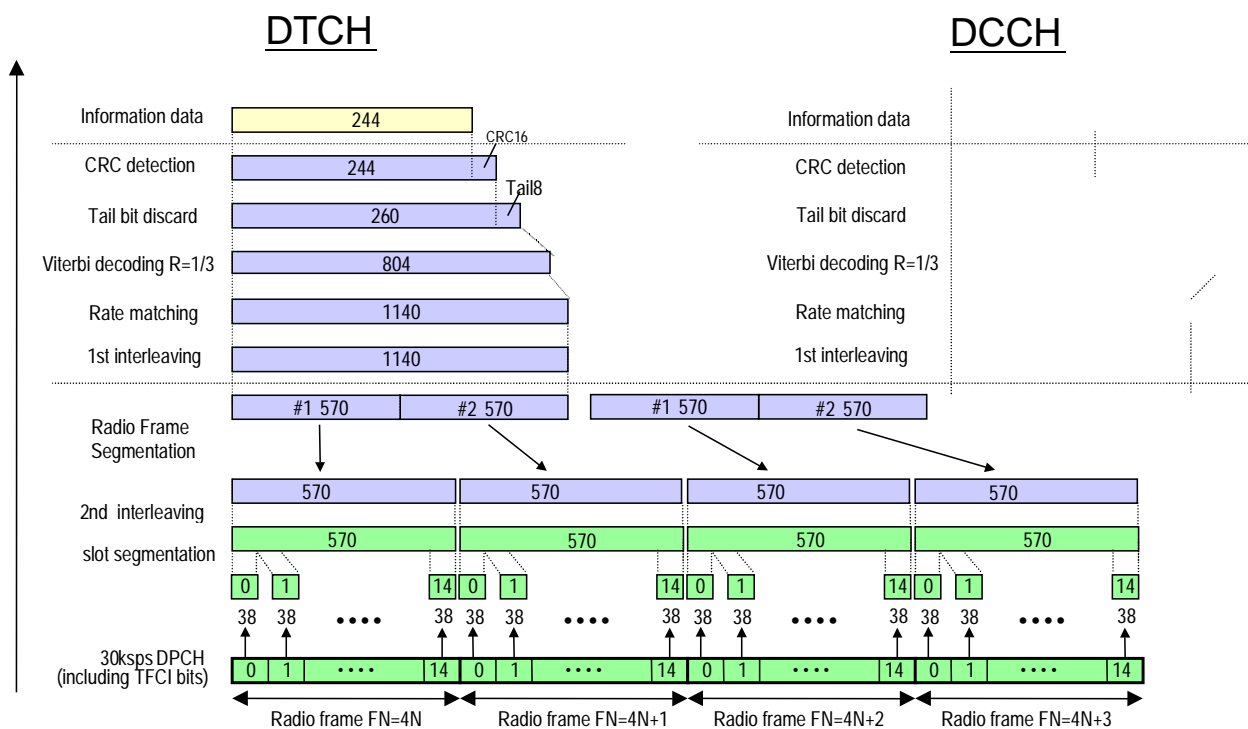 DTCH
DCCH
Information data
244
Information data
CRC16
CRC detection
244
CRC detection
Tail8
Tail bit discard
260
Tail bit discard
Viterbi decoding R=1/3
804
Viterbi decoding R=1/3
Rate matching
1140
Rate matching
1st interleaving
1140
1st interleaving
#1 570 #2 570 #1 570 #2 570
Radio Frame
Segmentation
570 570 570 570
2nd interleaving
570 570 570 570
slot segmentation
0 1 14 0 1 14 0 1 14 0 1 14
38 38 •••• 38 38 38 •••• 38 38 38 •••• 38 38 38 •••• 38
30ksps DPCH
(including TFCI bits)
0 1 •••• 14 0 1 •••• 14 0 1 •••• 14 0 1 •••• 14
Radio frame FN=4N Radio frame FN=4N+1 Radio frame FN=4N+2 Radio frame FN=4N+3